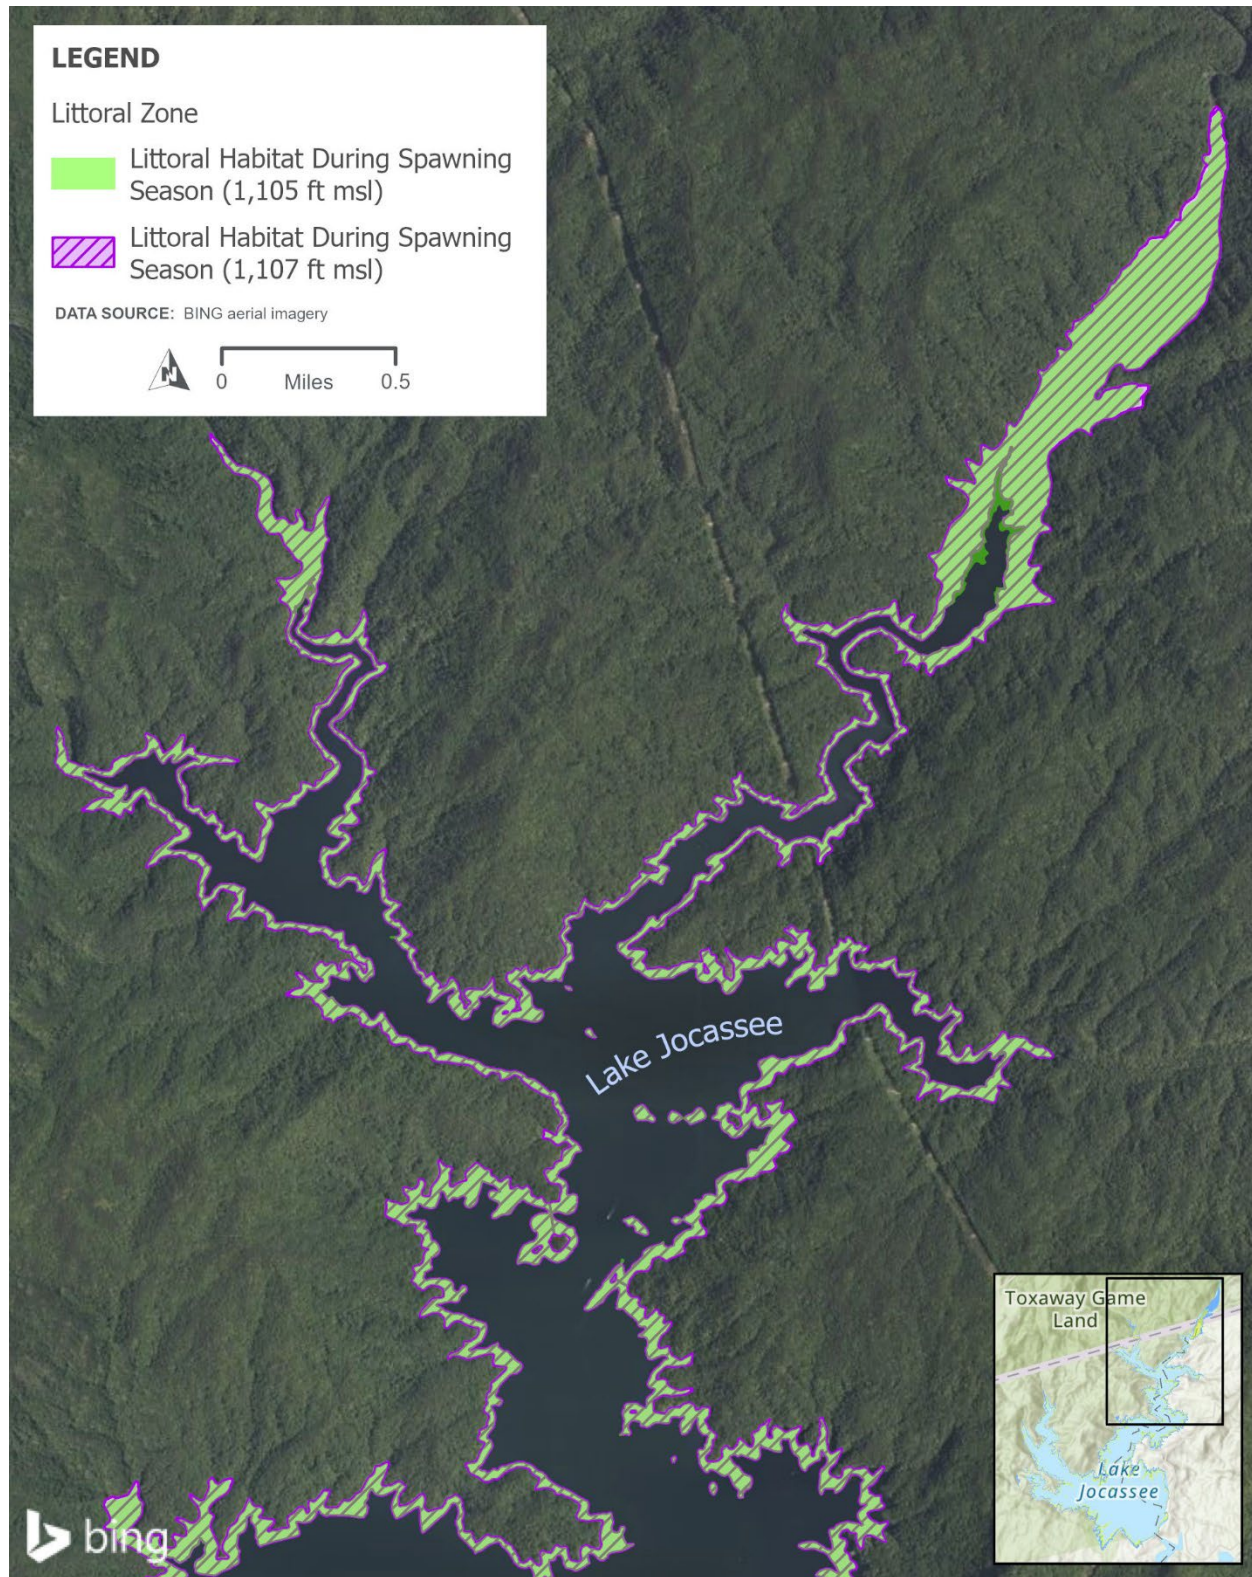 LEGEND
Littoral Zone
Littoral Habitat During Spawning
Season (1,105 ft msl)
Littoral Habitat During Spawning
Season (1,107 ft msl)
DATA SOURCE: BING aerial imagery
N
0 Miles 0.5
Lake Jocassee
Toxaway Game
Land
Lake
Jocassee
bing